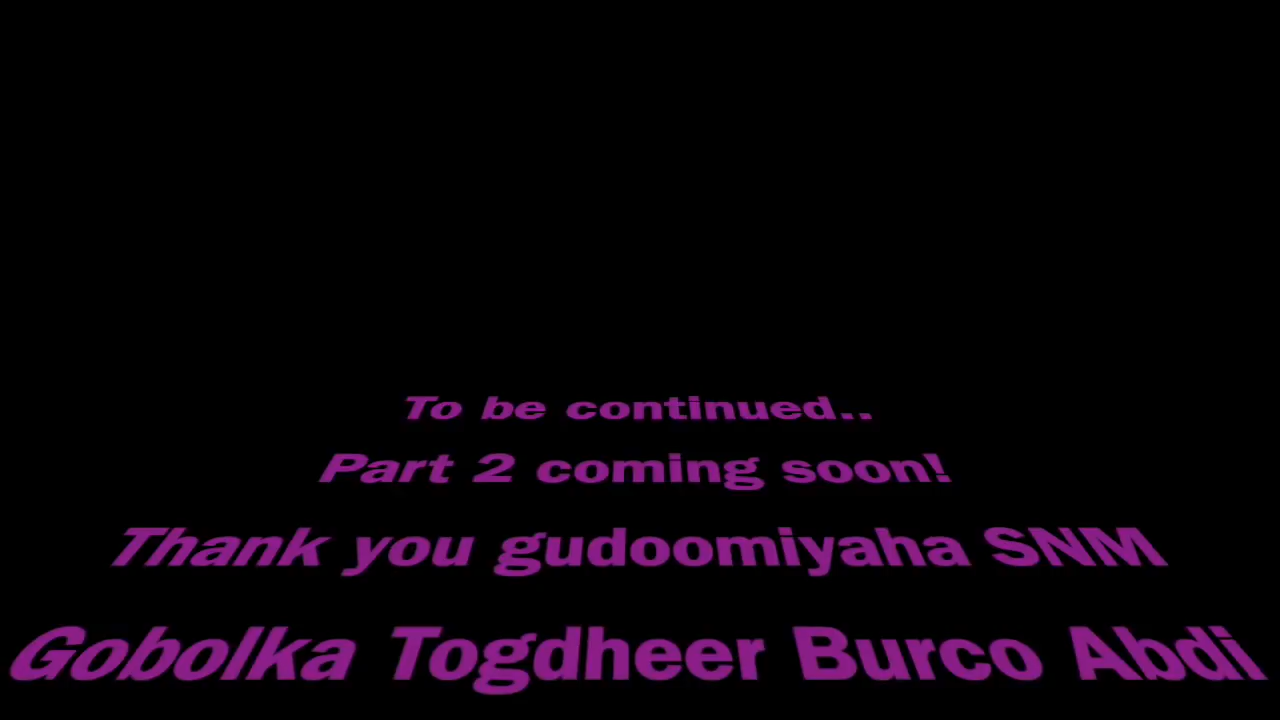 To be continued..
Part 2 coming soon!
Thank you gudoomiyaha SNM
Gobolka Togdheer Burco Abdi